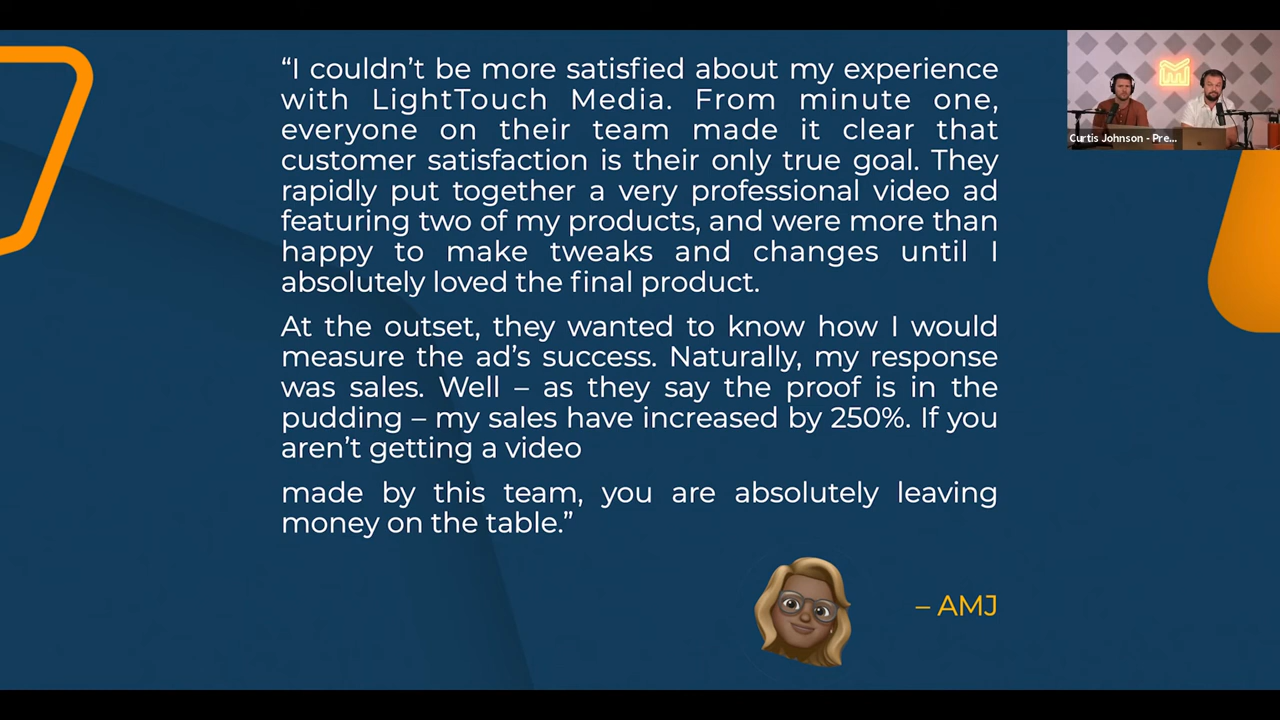 “I couldn’t be more satisfied about my experience
with LightTouch Media. From minute one,
everyone on their team made it clear that
customer satisfaction is their only true goal. They
rapidly put together a very professional video ad
featuring two of my products, and were more than
happy to make tweaks and changes until I
absolutely loved the final product.
At the outset, they wanted to know how I would
measure the ad’s success. Naturally, my response
was sales. Well – as they say the proof is in the
pudding – my sales have increased by 250%. If you
aren’t getting a video
made by this team, you are absolutely leaving
money on the table.”
– AMJ
Curtis Johnson - Pre...